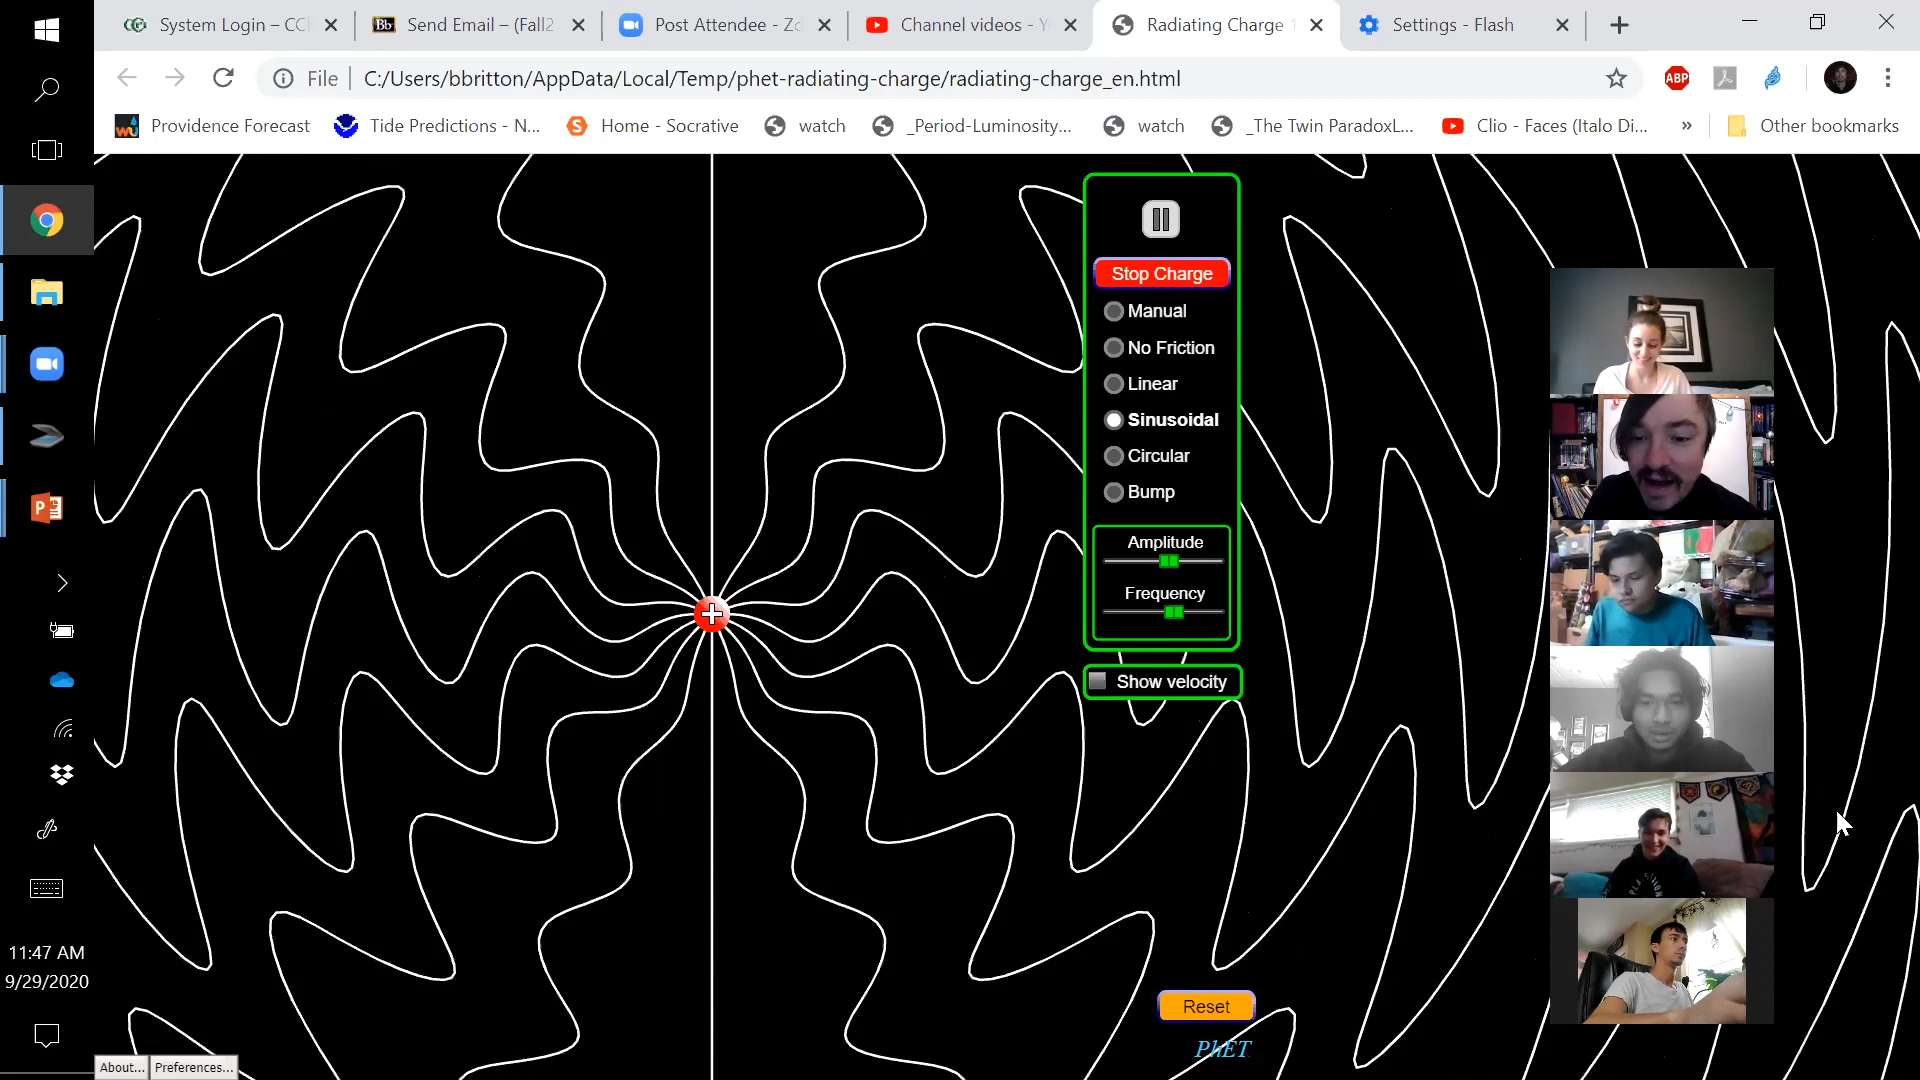 System Login – CC
Send Email – (Fall2
Post Attendee - Zo
Channel videos - Y
Radiating Charge
Settings - Flash
File
C:/Users/bbritton/AppData/Local/Temp/phet-radiating-charge/radiating-charge_en.html
ABP
Providence Forecast
Tide Predictions - N...
Home - Socrative
watch
_Period-Luminosity...
watch
_The Twin ParadoxL...
Clio - Faces (Italo Di...
»
Other bookmarks
Stop Charge
Manual
No Friction
Linear
Sinusoidal
Circular
Bump
Amplitude
Frequency
Show velocity
Reset
PhET
11:47 AM
9/29/2020
About...
Preferences...